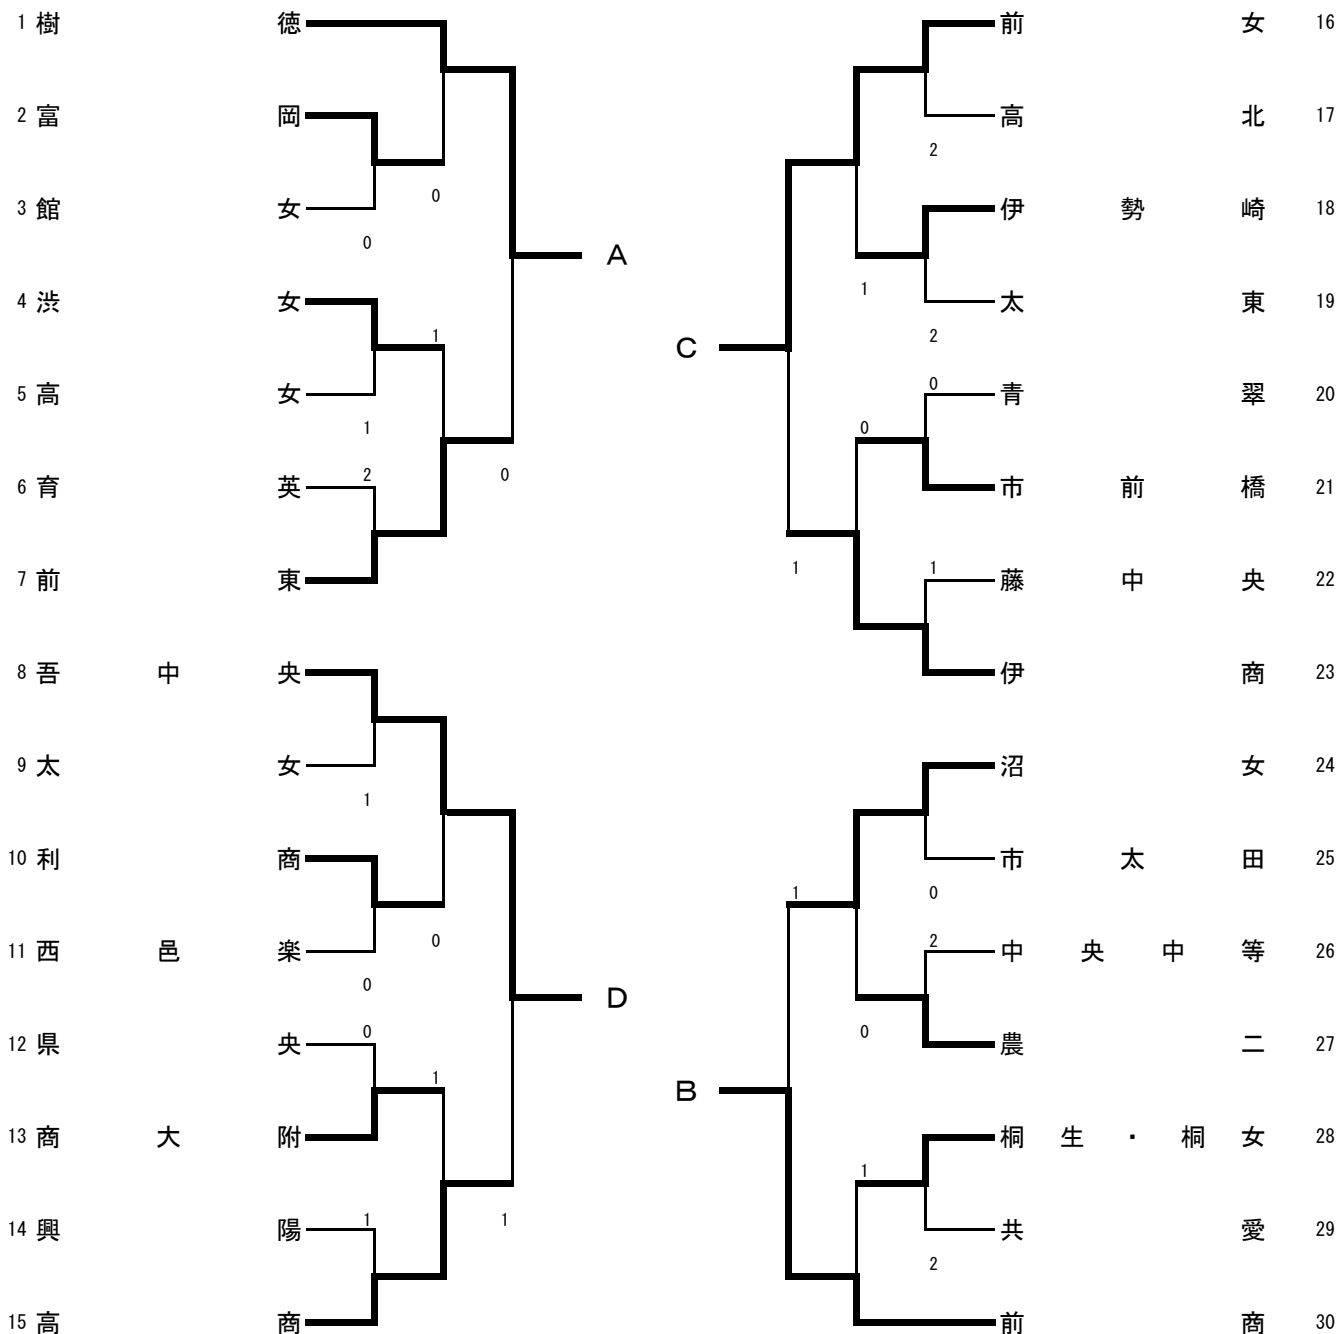 1 樹徳
2 富岡
0
3 館女
0
A
4 渋女
1
5 高女
1
6 育英
2
0
7 前東
8 吾中央
9 太女
1
10 利商
11 西邑楽
0
0
D
12 県央
0
1
13 商大附
14 興陽
1
1
15 高商
前女 16
高北 17
2
伊勢崎 18
1
太東 19
2
C
青翠 20
0
0
市前橋 21
藤中央 22
1
1
伊商 23
沼女 24
市太田 25
0
1
中央中等 26
2
農二 27
0
B
桐生・桐女 28
1
共愛 29
2
前商 30